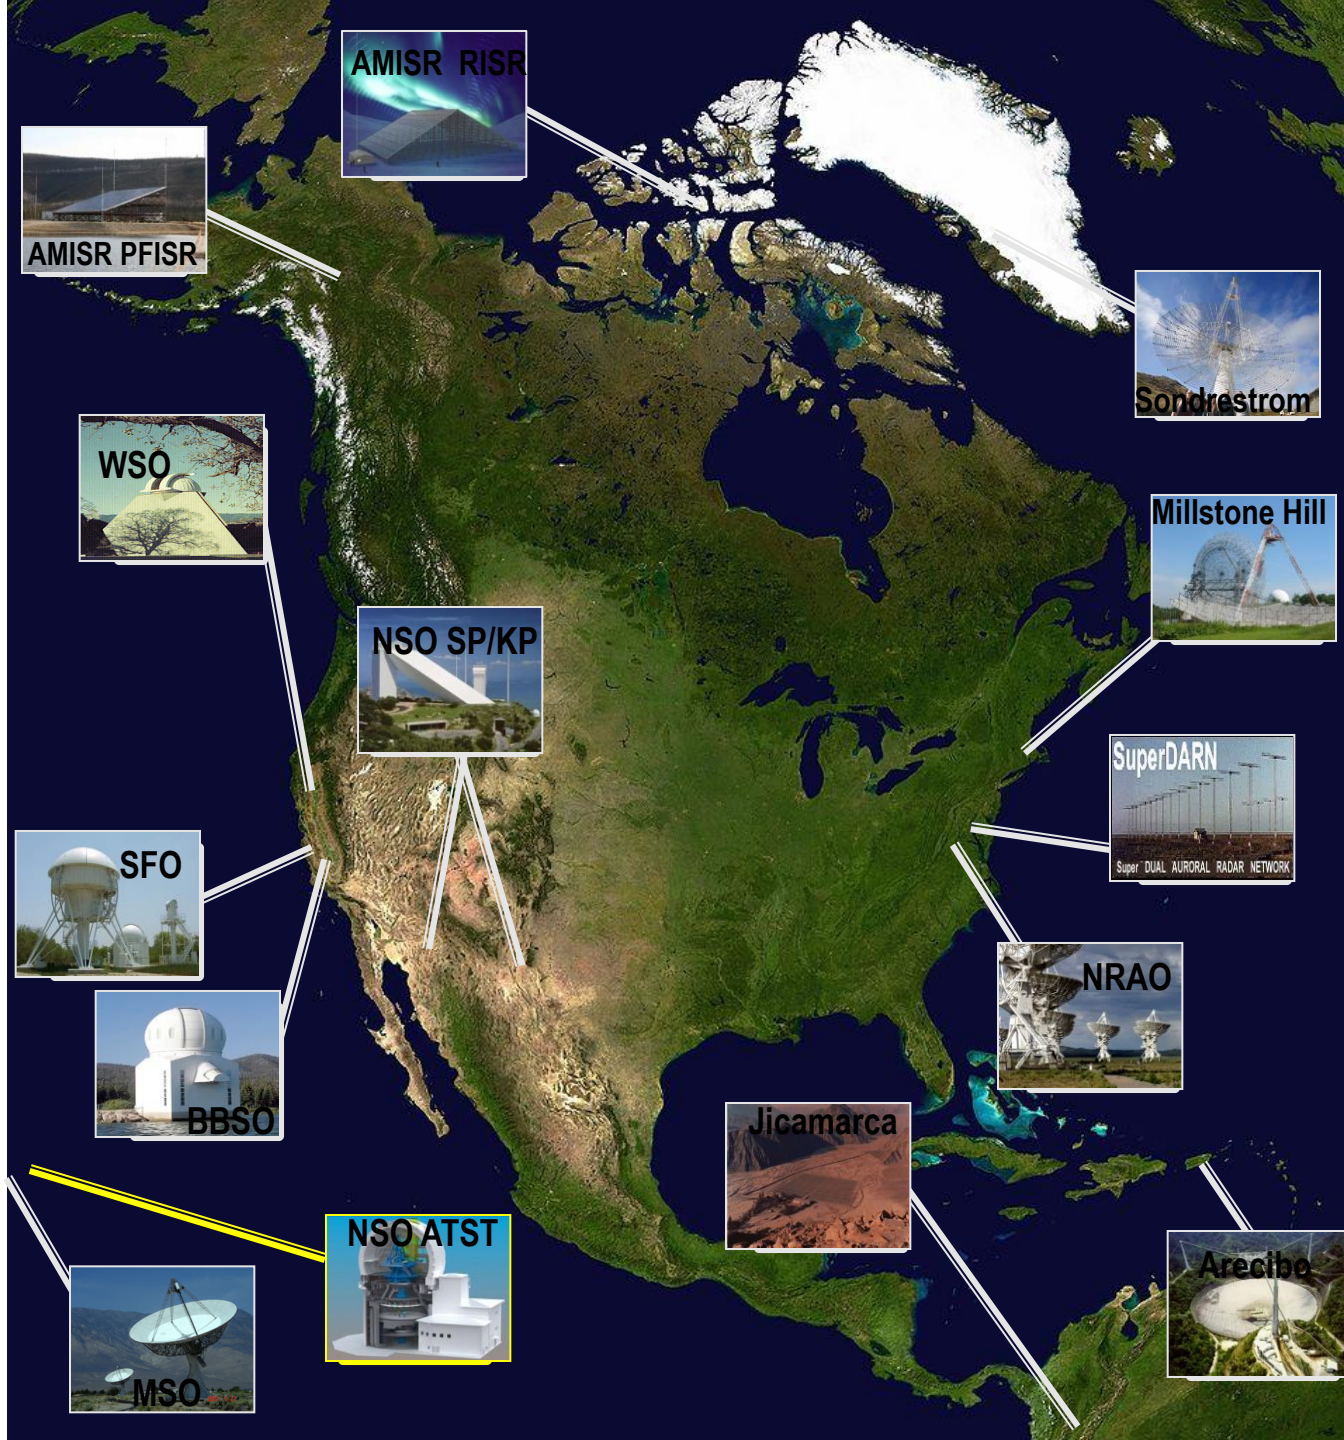 AMISR RISR
AMISR PFISR
Sondrestrom
WSO
Millstone Hill
NSO SP/KP
SuperDARN
Super DUAL AURORAL RADAR NETWORK
SFO
NRAO
BBSO
Jicamarca
NSO ATST
Arecibo
MSO